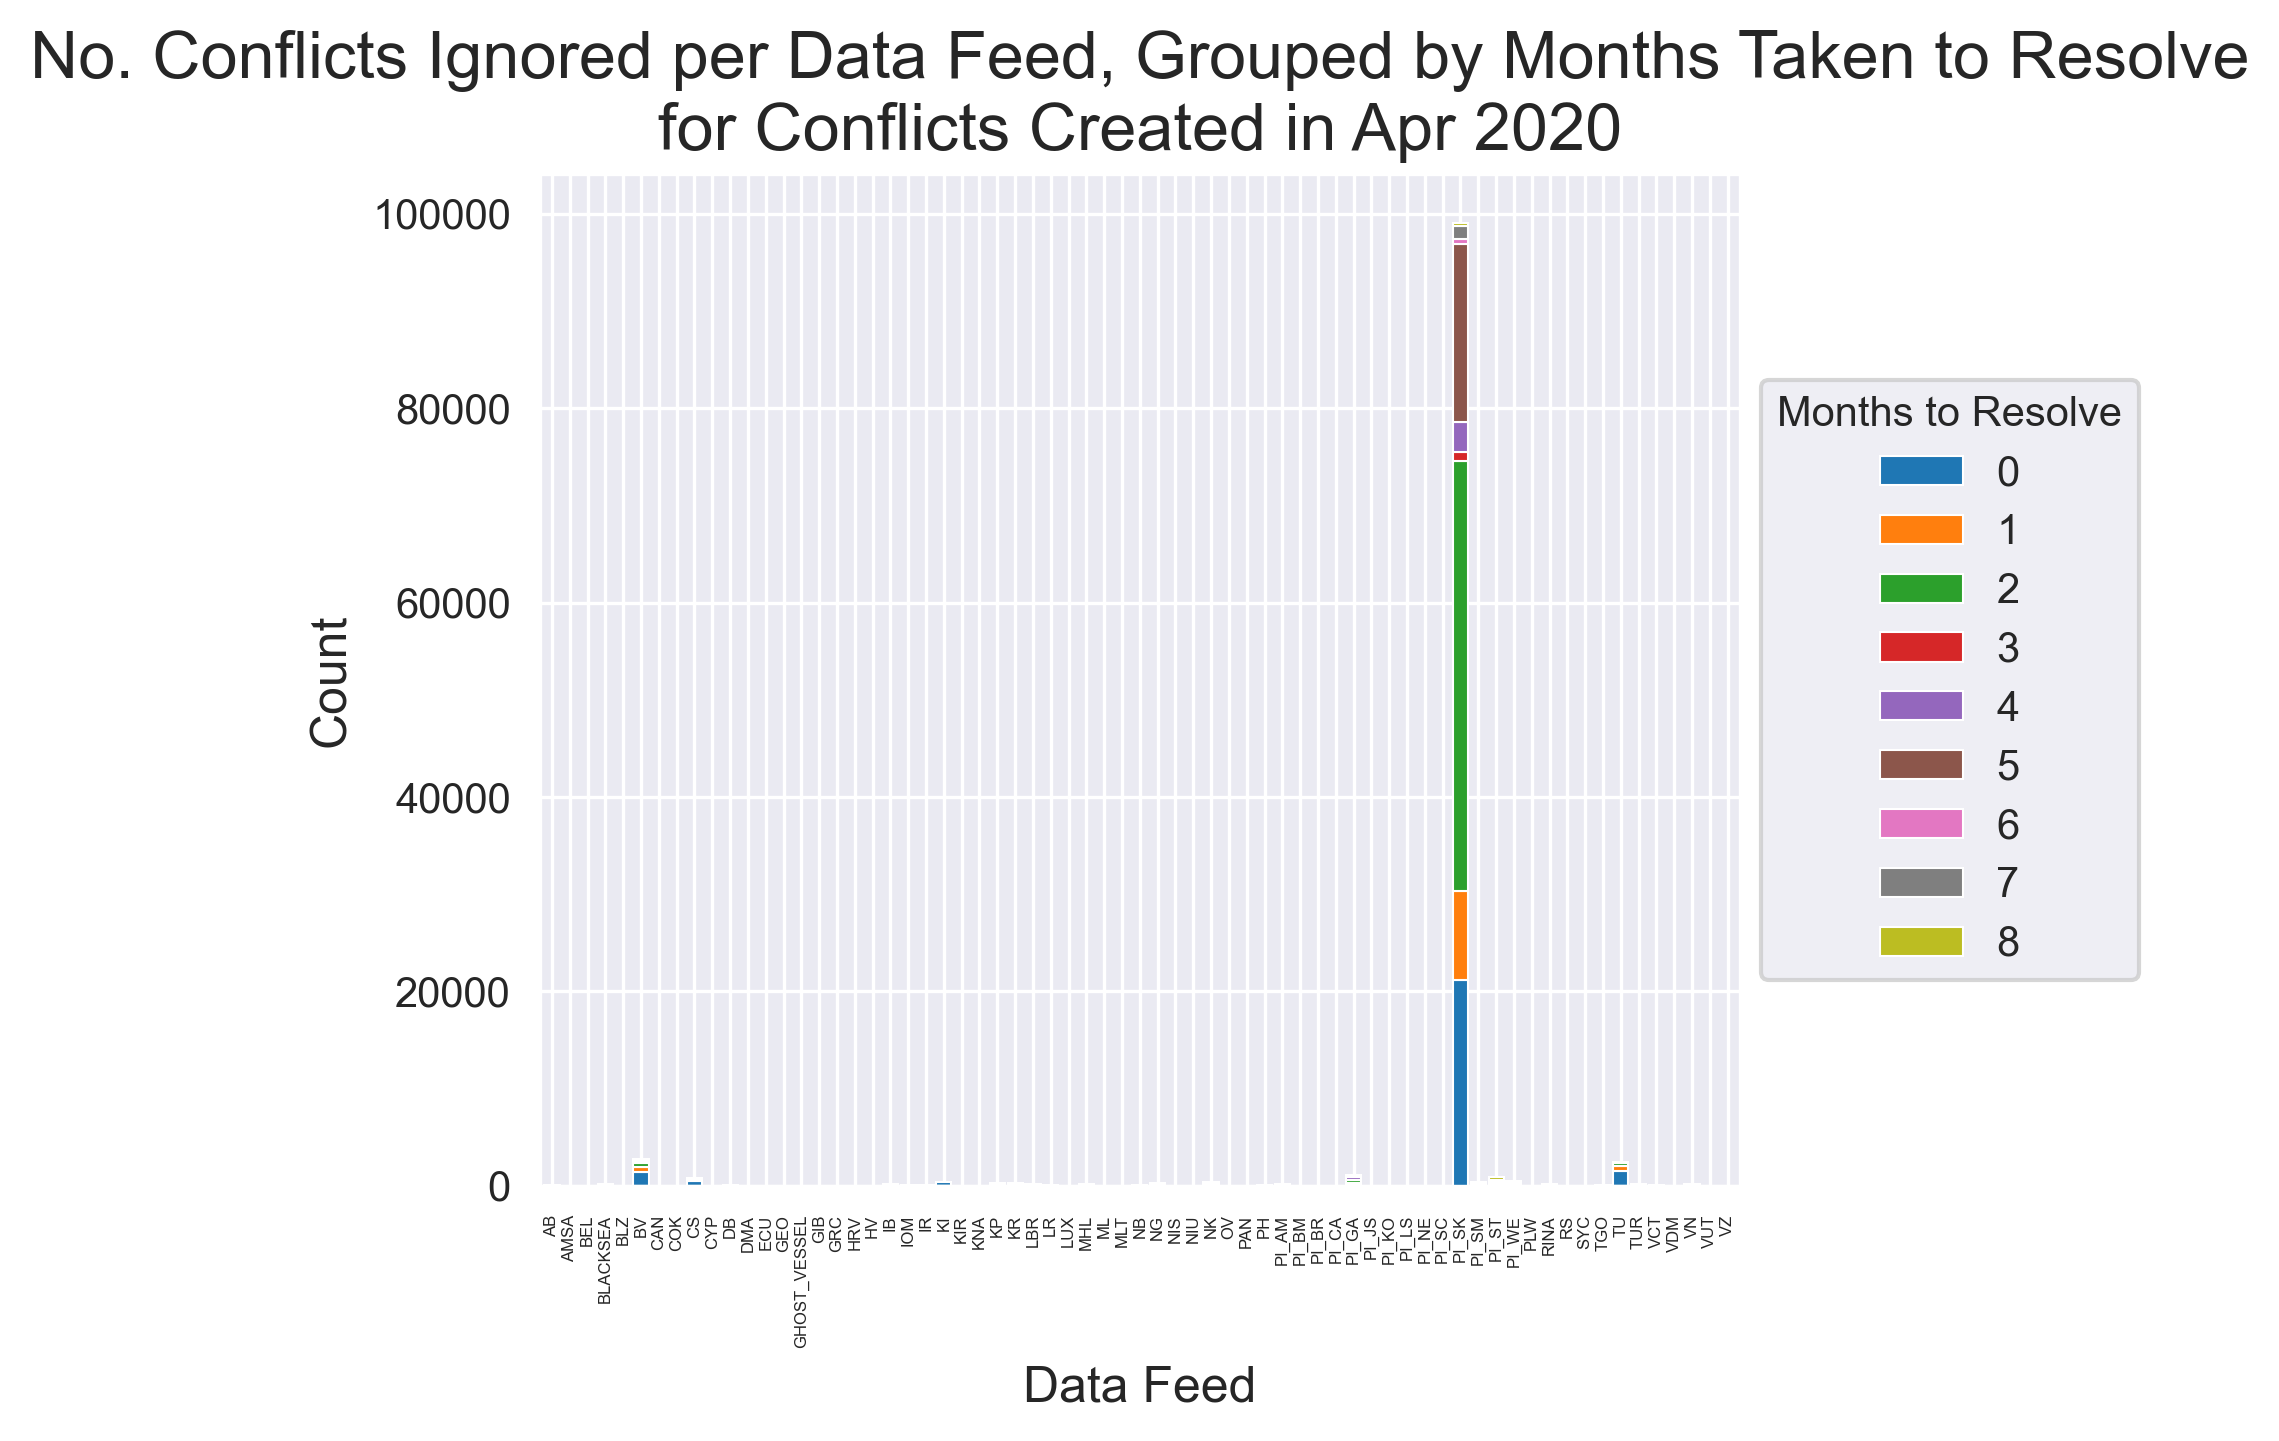 No. Conflicts Ignored per Data Feed, Grouped by Months Taken to Resolve
for Conflicts Created in Apr 2020
100000
80000
60000
40000
20000
0
Count
Months to Resolve
0
1
2
3
4
5
6
7
8
AB
AMSA
BEL
BLACKSEA
BLZ
BV
CAN
COK
CS
CYP
DB
DMA
ECU
GEO
GHOST_VESSEL
GIB
GRC
HRV
HV
IB
IOM
IR
KI
KIR
KNA
KP
KR
LBR
LR
LUX
MHL
ML
MLT
NB
NG
NIS
NIU
NK
OV
PAN
PH
PI_AM
PI_BM
PI_BR
PI_CA
PI_GA
PI_JS
PI_KO
PI_LS
PI_NE
PI_SC
PI_SK
PI_SM
PI_ST
PI_WE
PLW
RINA
RS
SYC
TGO
TU
TUR
VCT
VDM
VN
VUT
VZ
Data Feed